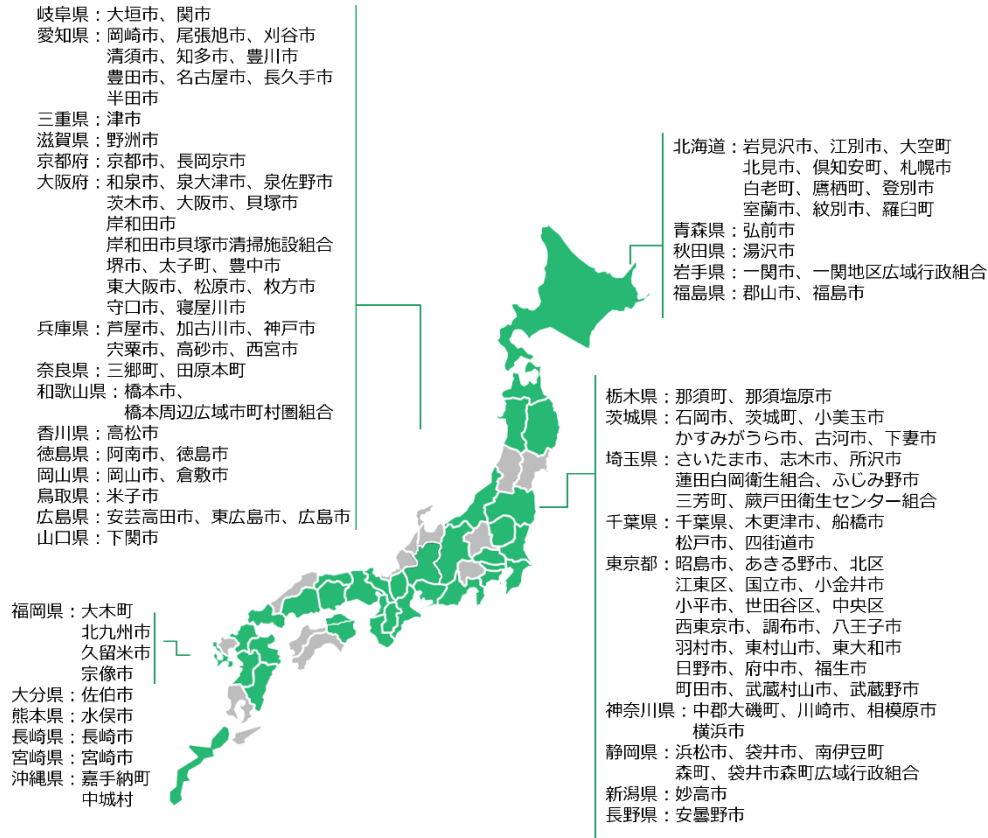 岐阜県：大垣市、関市
愛知県：岡崎市、尾張旭市、刈谷市
清須市、知多市、豊川市
豊田市、名古屋市、長久手市
半田市
三重県：津市
滋賀県：野洲市
京都府：京都市、長岡京市
大阪府：和泉市、泉大津市、泉佐野市
茨木市、大阪市、貝塚市
岸和田市
岸和田市貝塚市清掃施設組合
堺市、太子町、豊中市
東大阪市、松原市、枚方市
守口市、寝屋川市
兵庫県：芦屋市、加古川市、神戸市
宍粟市、高砂市、西宮市
奈良県：三郷町、田原本町
和歌山県：橋本市、
橋本周辺広域市町村圏組合
香川県：高松市
徳島県：阿南市、徳島市
岡山県：岡山市、倉敷市
鳥取県：米子市
広島県：安芸高田市、東広島市、広島市
山口県：下関市
福岡県：大木町
北九州市
久留米市
宗像市
大分県：佐伯市
熊本県：水俣市
長崎県：長崎市
宮崎県：宮崎市
沖縄県：嘉手納町
中城村
北海道：岩見沢市、江別市、大空町
北見市、倶知安町、札幌市
白老町、鷹栖町、登別市
室蘭市、紋別市、羅臼町
青森県：弘前市
秋田県：湯沢市
岩手県：一関市、一関地区広域行政組合
福島県：郡山市、福島市
栃木県：那須町、那須塩原市
茨城県：石岡市、茨城町、小美玉市
かすみがうら市、古河市、下妻市
埼玉県：さいたま市、志木市、所沢市
蓮田白岡衛生組合、ふじみ野市
三芳町、蕨戸田衛生センター組合
千葉県：千葉県、木更津市、船橋市
松戸市、四街道市
東京都：昭島市、あきる野市、北区
江東区、国立市、小金井市
小平市、世田谷区、中央区
西東京市、調布市、八王子市
羽村市、東村山市、東大和市
日野市、府中市、福生市
町田市、武蔵村山市、武蔵野市
神奈川県：中郡大磯町、川崎市、相模原市
横浜市
静岡県：浜松市、袋井市、南伊豆町
森町、袋井市森町広域行政組合
新潟県：妙高市
長野県：安曇野市